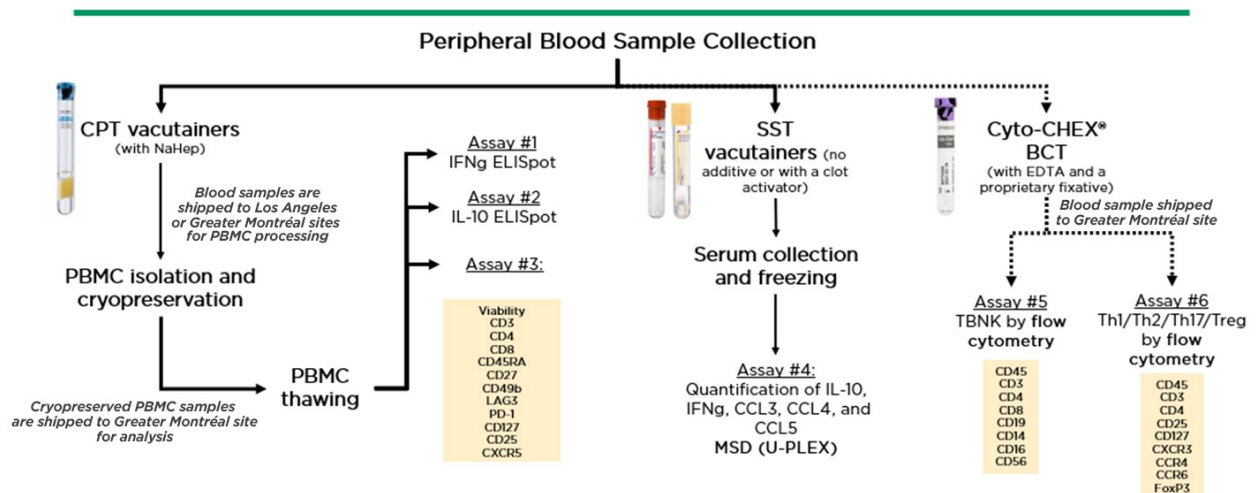 Peripheral Blood Sample Collection
CPT vacutainers
(with NaHep)
Blood samples are
shipped to Los Angeles
or Greater Montréal sites
for PBMC processing
PBMC isolation and
cryopreservation
Cryopreserved PBMC samples
are shipped to Greater Montréal site
for analysis
PBMC
thawing
Assay #1
IFNg ELISpot
Assay #2
IL-10 ELISpot
Assay #3:
Viability
CD3
CD4
CD8
CD45RA
CD27
CD49b
LAG3
PD-1
CD127
CD25
CXCR5
SST
vacutainers (no
additive or with a clot
activator)
Serum collection
and freezing
Assay #4:
Quantification of IL-10,
IFNg, CCL3, CCL4, and
CCL5
MSD (U-PLEX)
Cyto-CHEX®
BCT
(with EDTA and a
proprietary fixative)
Blood sample shipped
to Greater Montréal site
Assay #5
TBNK by flow
cytometry
CD45
CD3
CD4
CD8
CD19
CD14
CD16
CD56
Assay #6
Th1/Th2/Th17/Treg
by flow
cytometry
CD45
CD3
CD4
CD25
CD127
CXCR3
CCR4
CCR6
FoxP3